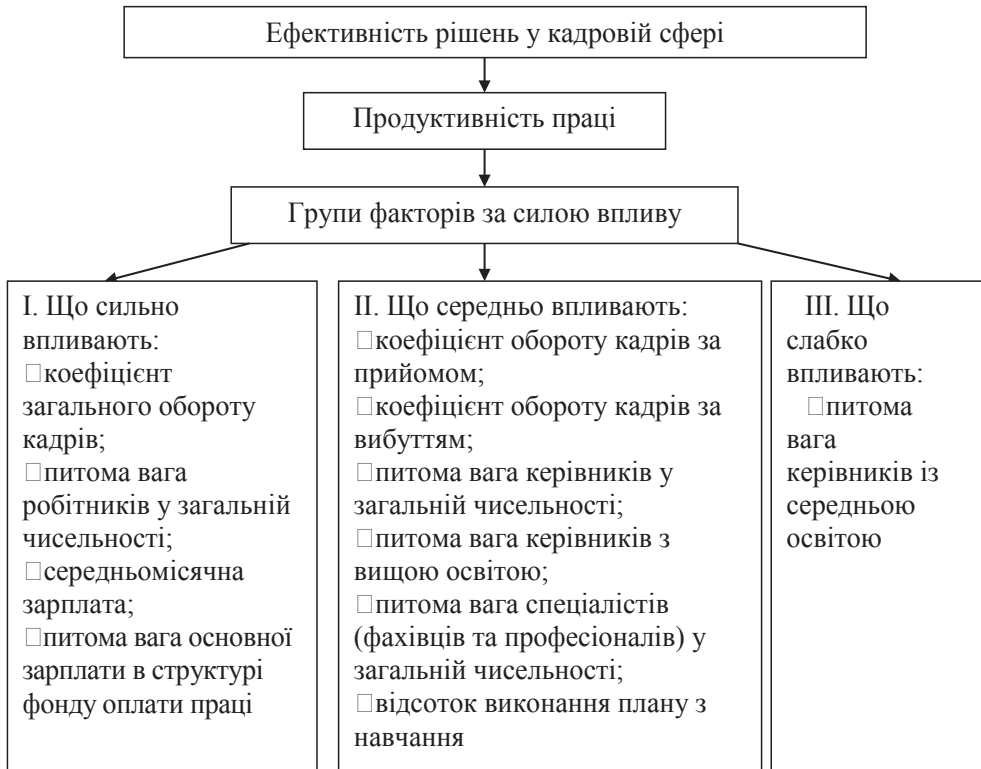 Ефективність рішень у кадровій сфері
Продуктивність праці
Групи факторів за силою впливу
І. Що сильно
впливають:
□коефіцієнт
загального обороту
кадрів;
□питома вага
робітників у загальній
чисельності;
□середньомісячна
зарплата;
□питома вага основної
зарплати в структурі
фонду оплати праці
ІІ. Що середньо впливають:
□коефіцієнт обороту кадрів за
прийомом;
□коефіцієнт обороту кадрів за
вибуттям;
□питома вага керівників у
загальній чисельності;
□питома вага керівників з
вищою освітою;
□питома вага спеціалістів
(фахівців та професіоналів) у
загальній чисельності;
□відсоток виконання плану з
навчання
ІІІ. Що
слабко
впливають:
□питома
вага
керівників із
середньою
освітою